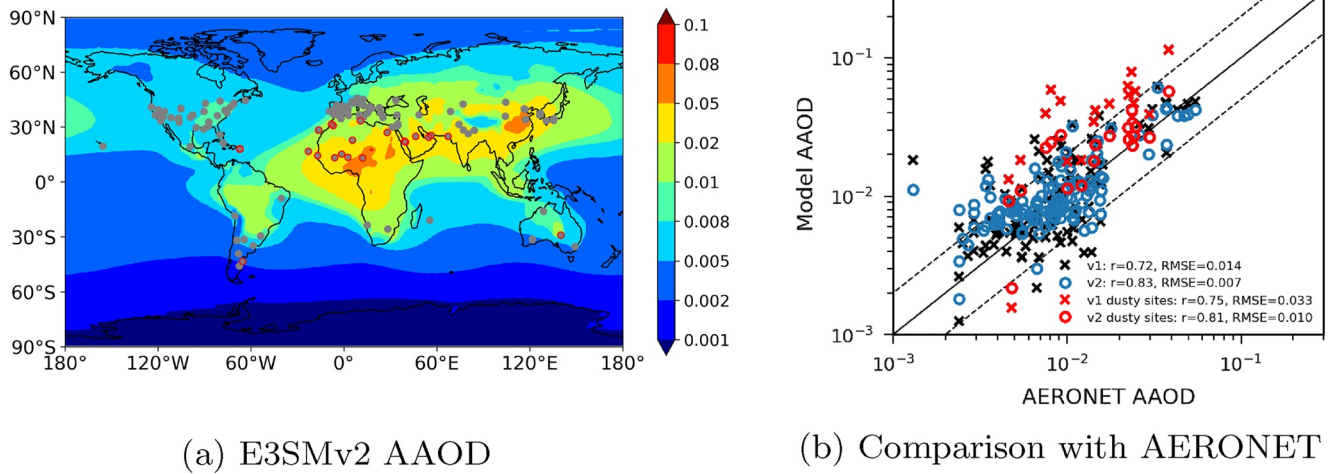 90°N
60°N
30°N
0°
30°S
60°S
90°S
180°
120°W
60°W
0°
60°E
120°E
180°
0.1
0.08
0.05
0.02
0.01
0.008
0.005
0.002
0.001
(a) E3SMv2 AAOD
Model AAOD
10⁻¹
10⁻²
10⁻³
v1: r=0.72, RMSE=0.014
v2: r=0.83, RMSE=0.007
v1 dusty sites: r=0.75, RMSE=0.033
v2 dusty sites: r=0.81, RMSE=0.010
10⁻³
10⁻²
10⁻¹
AERONET AAOD
(b) Comparison with AERONET